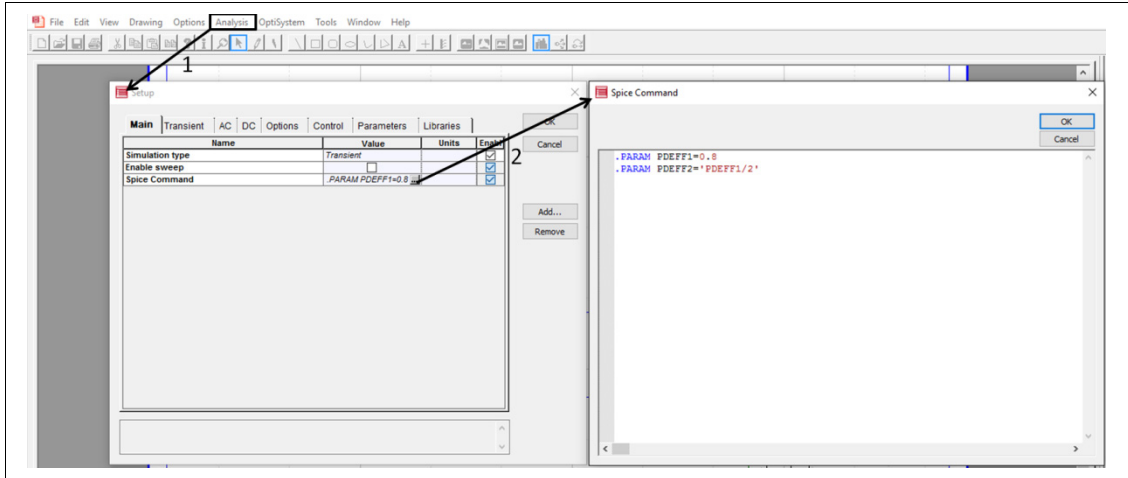 File Edit View Drawing Options Analysis OptiSystem Tools Window Help
1
Setup
Main Transient AC DC Options Control Parameters Libraries
OK
Cancel
Name Value Units Enabl
Simulation type Transient
Enable sweep
Spice Command .PARAM PDEFF1=0.8 ...
2
Add...
Remove
Spice Command
OK
Cancel
.PARAM PDEFF1=0.8
.PARAM PDEFF2='PDEFF1/2'